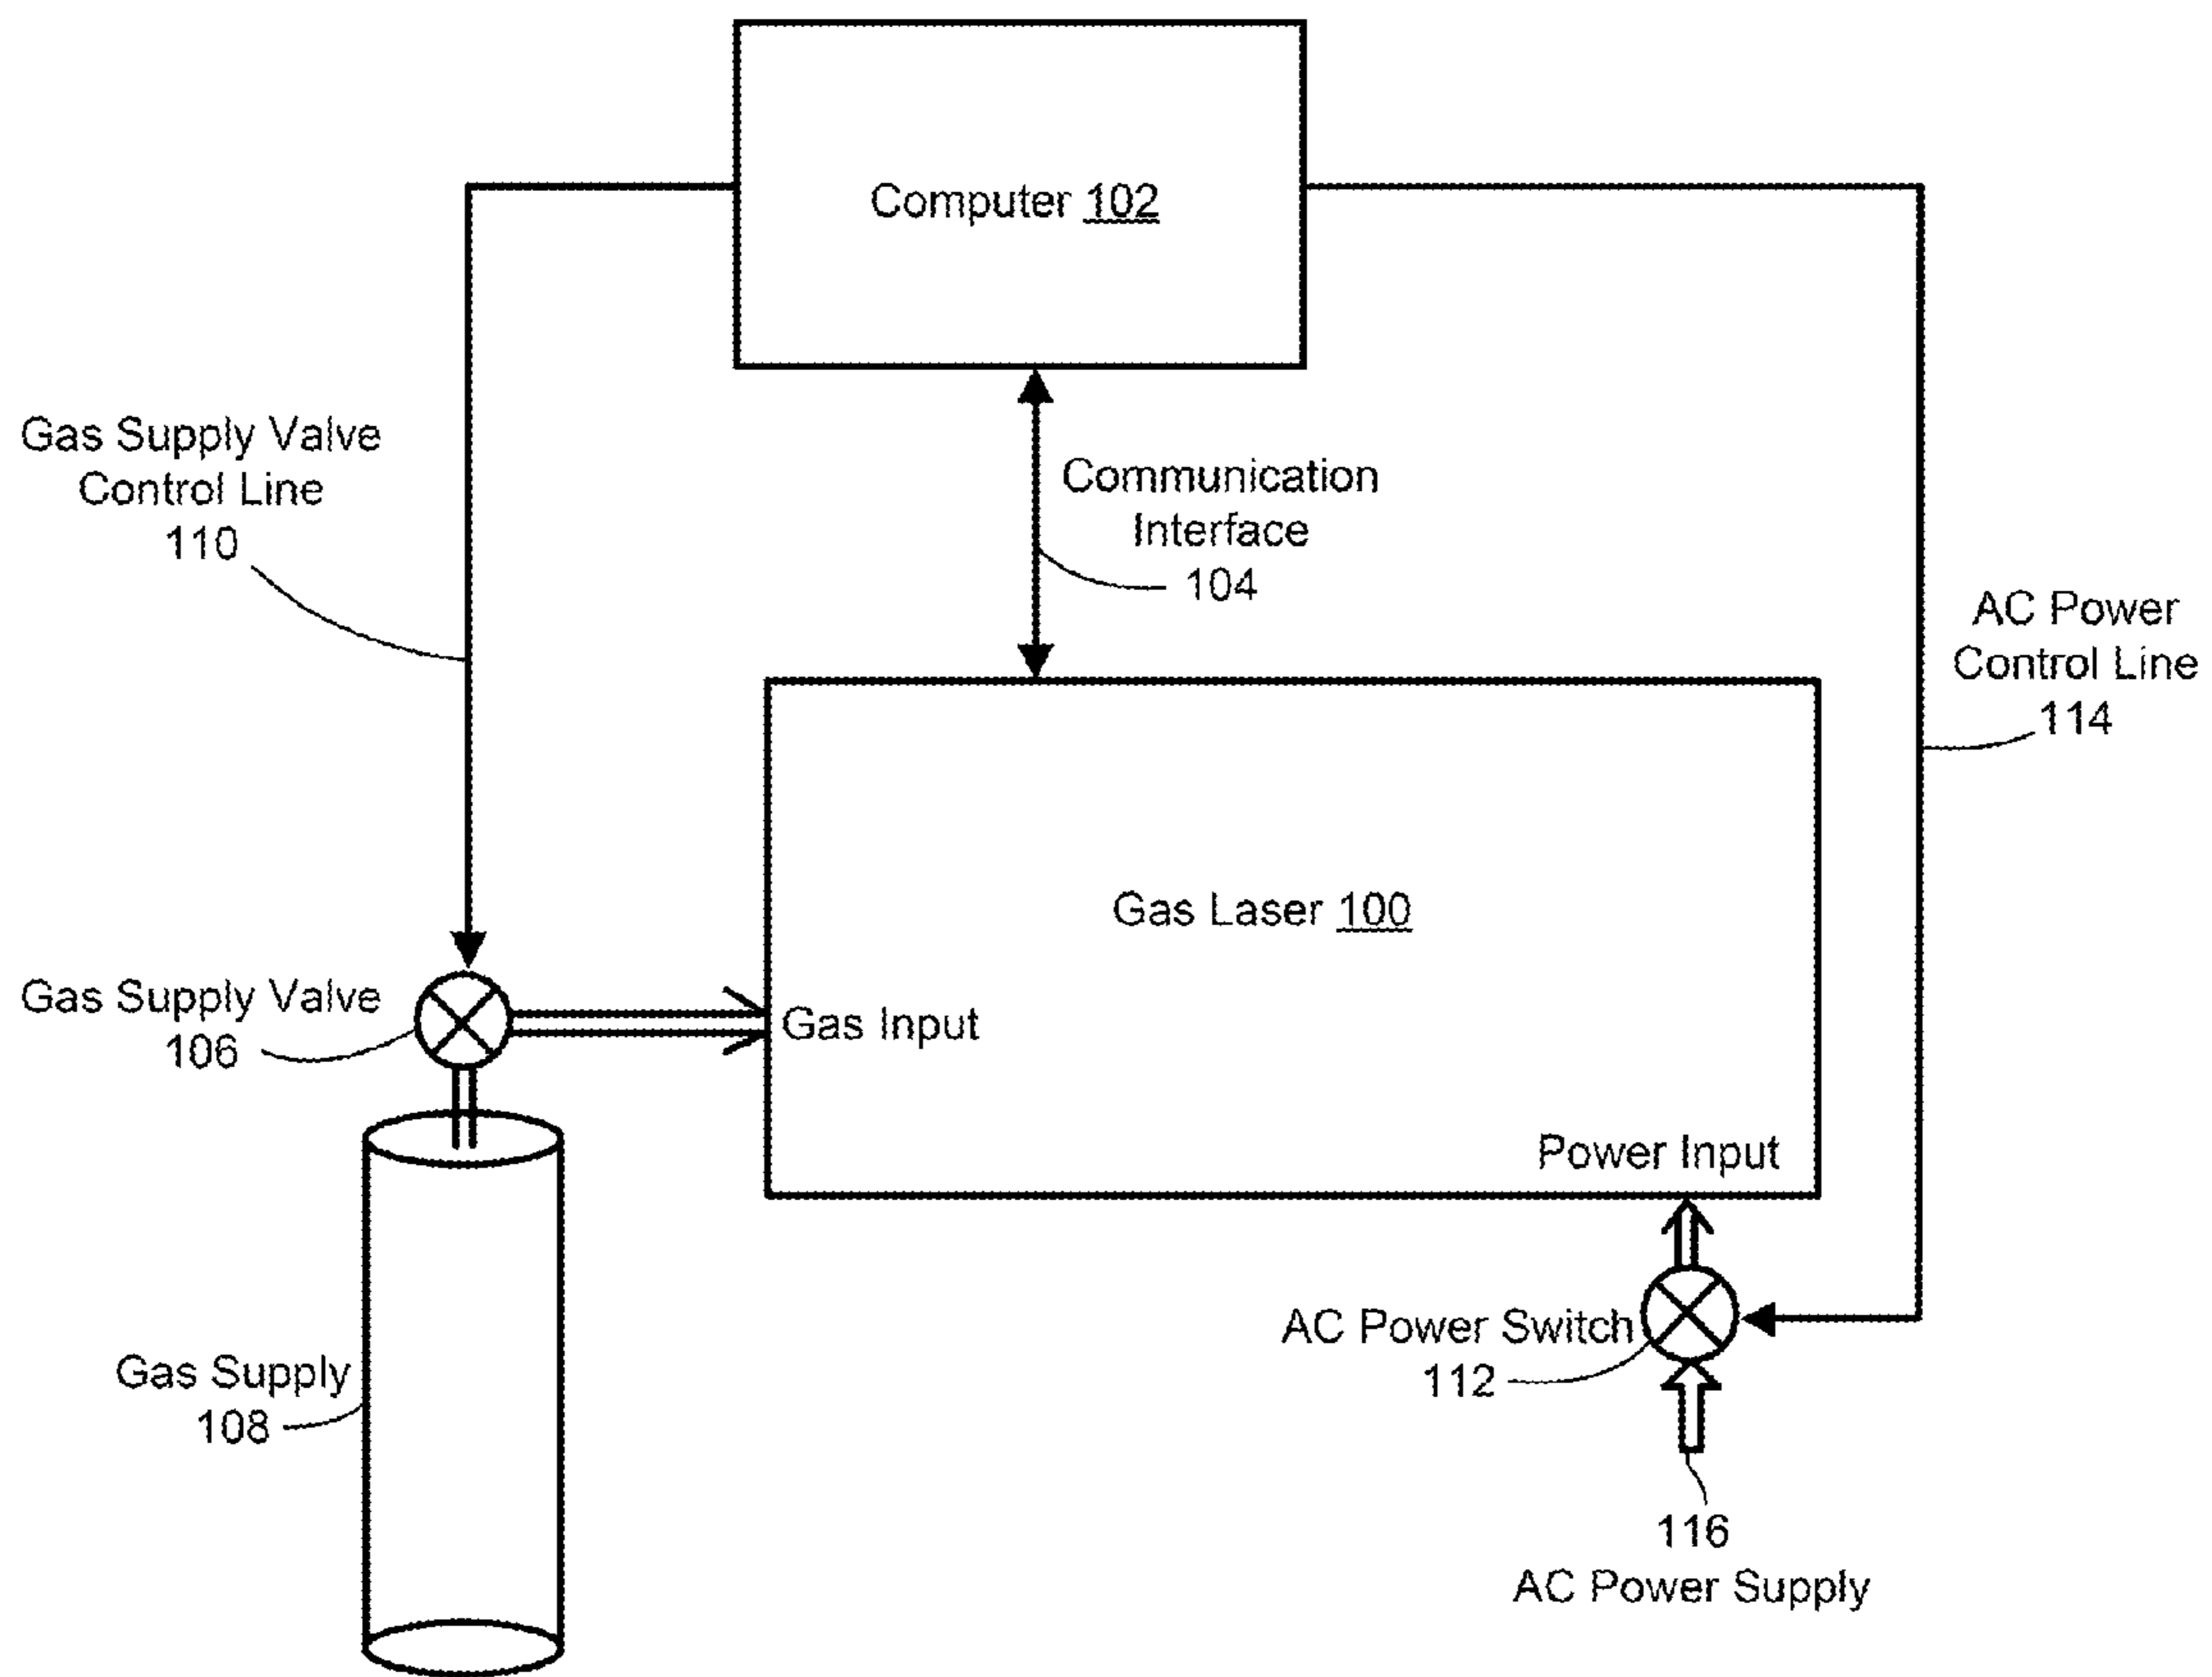 Computer 102
Gas Supply Valve
Control Line
110
Communication
Interface
104
AC Power
Control Line
114
Gas Laser 100
Gas Supply Valve
106
Gas Input
Power Input
AC Power Switch
112
Gas Supply
108
116
AC Power Supply